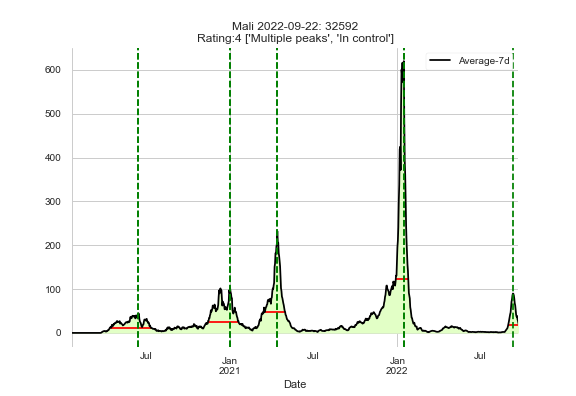 Mali 2022-09-22: 32592
Rating:4 ['Multiple peaks', 'In control']
Average-7d
600
500
400
300
200
100
0
Jul
Jan
2021
Jul
Jan
2022
Jul
Date